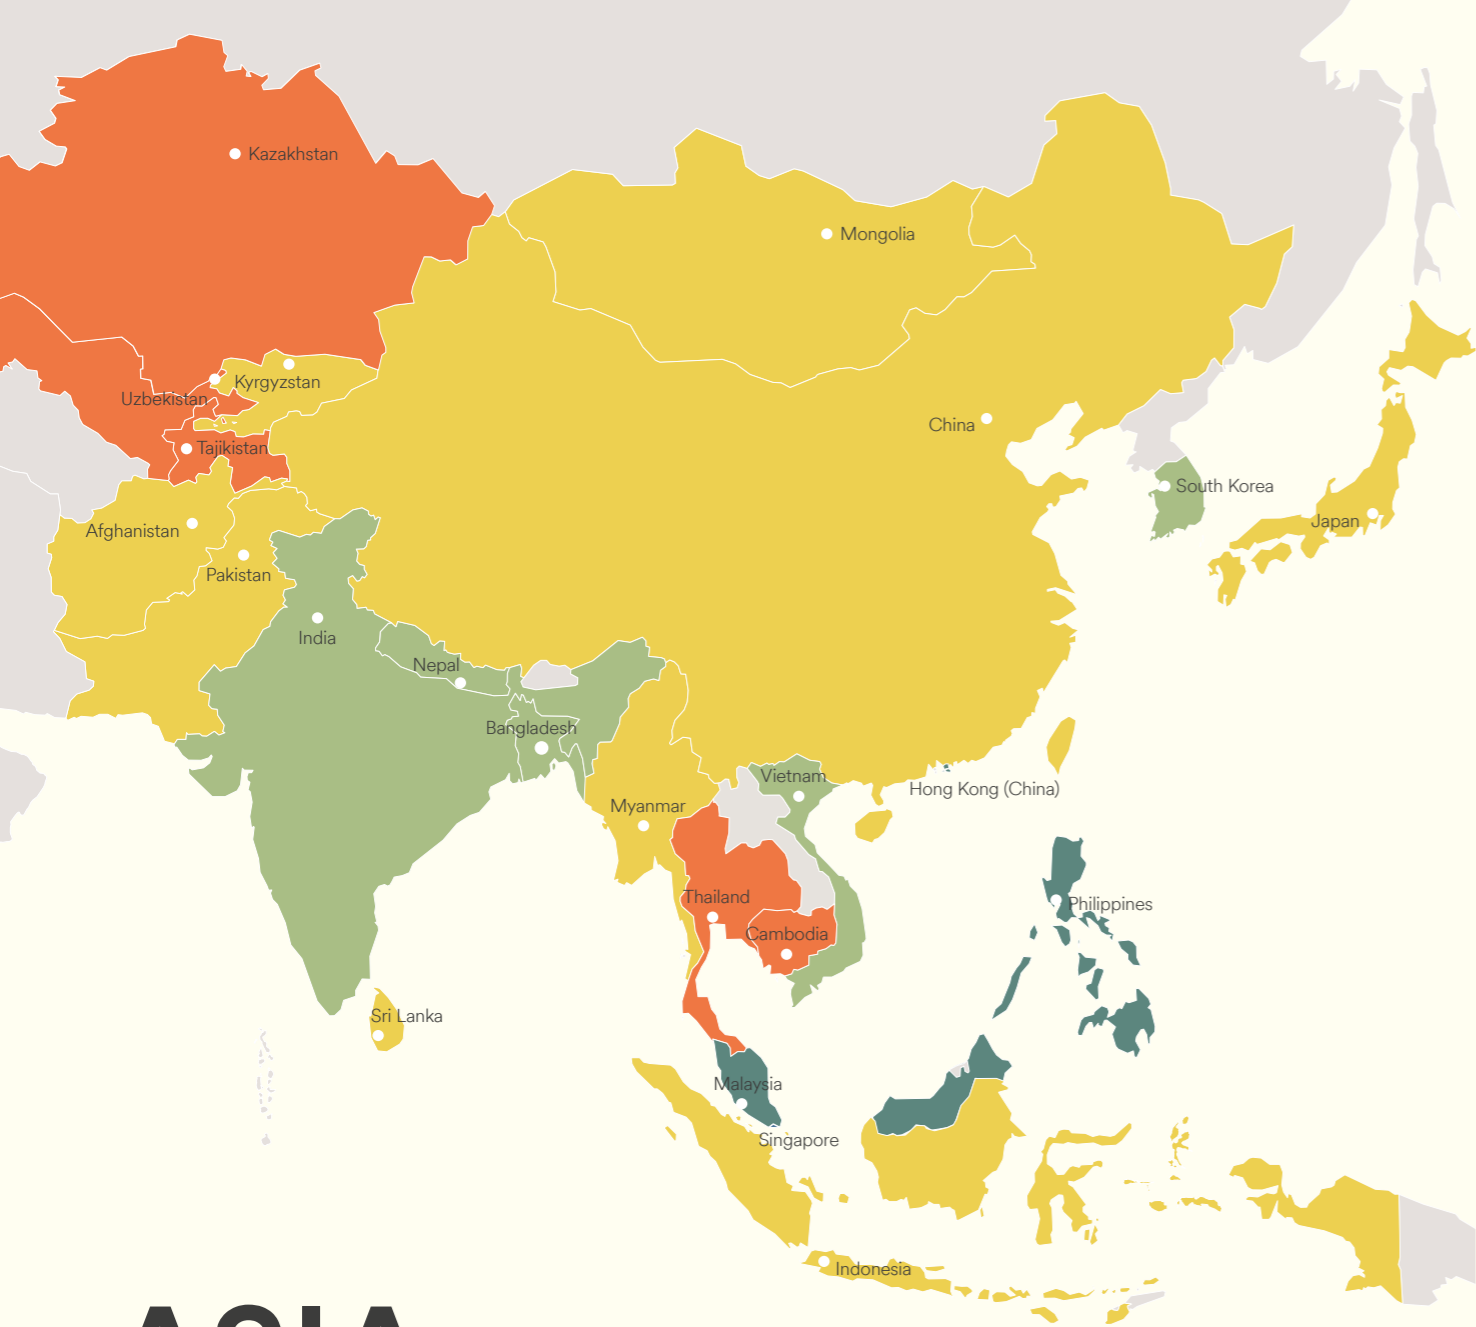 Kazakhstan
Mongolia
Kyrgyzstan
Uzbekistan
China
Tajikistan
South Korea
Japan
Afghanistan
Pakistan
India
Nepal
Bangladesh
Vietnam
Hong Kong (China)
Myanmar
Thailand
Philippines
Cambodia
Sri Lanka
Malaysia
Singapore
Indonesia
ASIA